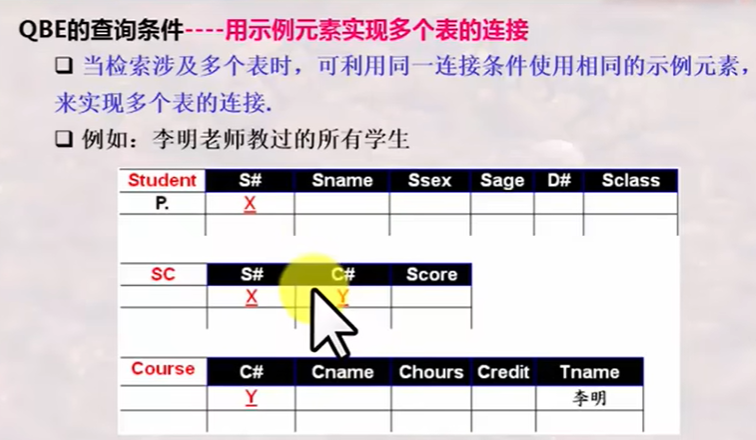 QBE的查询条件----用示例元素实现多个表的连接
❑ 当检索涉及多个表时，可利用同一连接条件使用相同的示例元素，
来实现多个表的连接.
❑ 例如：李明老师教过的所有学生
Student S# Sname Ssex Sage D# Sclass
P. X
SC S# C# Score
X Y
Course C# Cname Chours Credit Tname
Y 李明